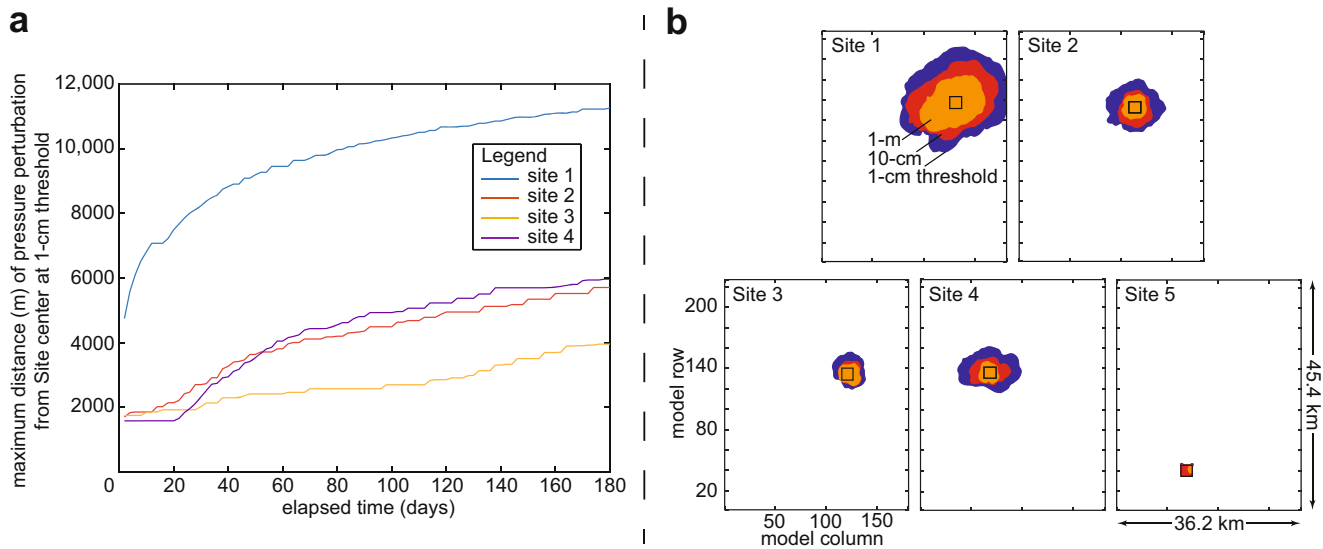 a
maximum distance (m) of pressure perturbation
from Site center at 1-cm threshold
12,000
10,000
8000
6000
4000
2000
0
20
40
60
80
100
120
140
160
180
elapsed time (days)
Legend
site 1
site 2
site 3
site 4
b
Site 1
1-m
10-cm
1-cm threshold
Site 2
Site 3
Site 4
Site 5
model row
220
140
80
20
50
100
150
model column
45.4 km
36.2 km